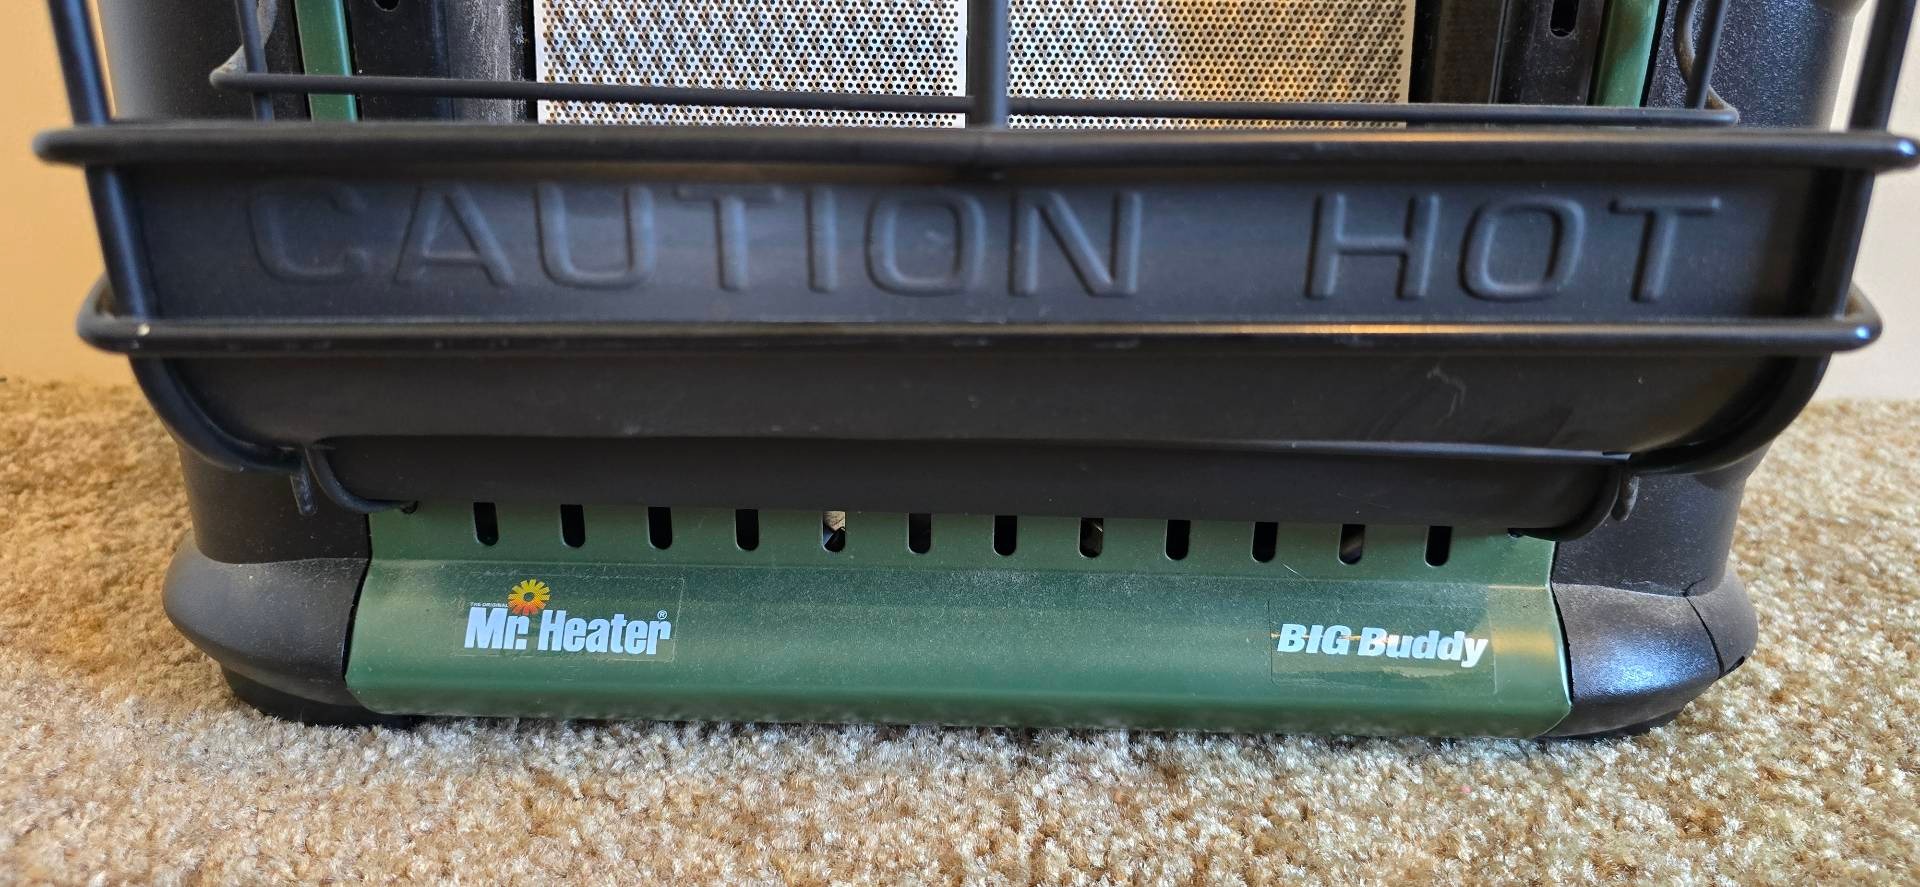 CAUTION HOT
THE ORIGINAL
Mr. Heater®
BIG Buddy